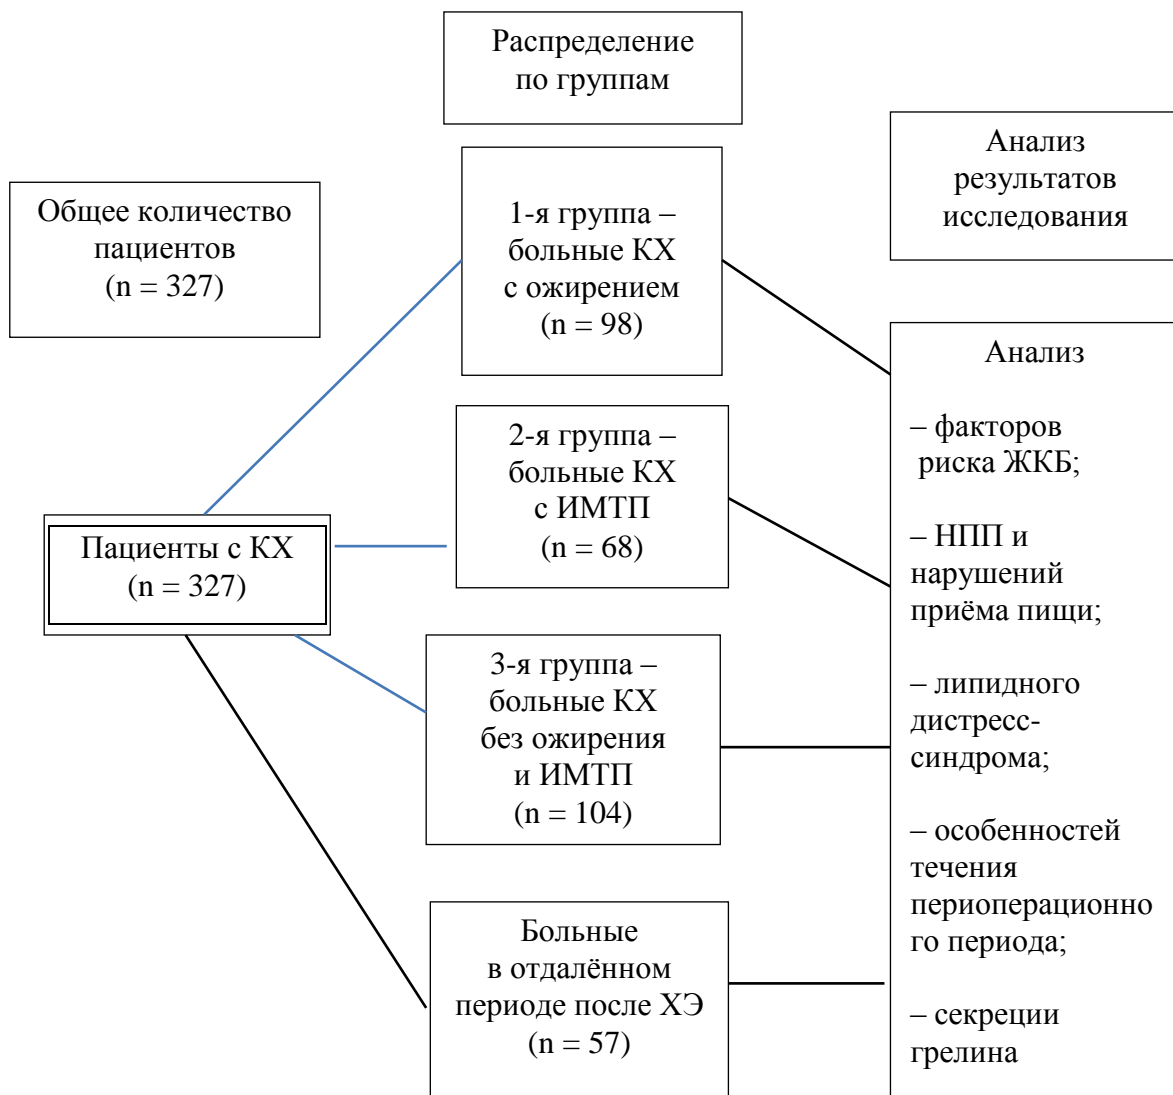 Распределение
по группам
Анализ
результатов
исследования
Общее количество
пациентов
(n = 327)
1-я группа –
больные КХ
с ожирением
(n = 98)
2-я группа –
больные КХ
с ИМТП
(n = 68)
Пациенты с КХ
(n = 327)
3-я группа –
больные КХ
без ожирения
и ИМТП
(n = 104)
Больные
в отдалённом
периоде после ХЭ
(n = 57)
Анализ
– факторов
риска ЖКБ;
– НПП и
нарушений
приёма пищи;
– липидного
дистресс-
синдрома;
– особенностей
течения
периоперационно
го периода;
– секреции
грелина